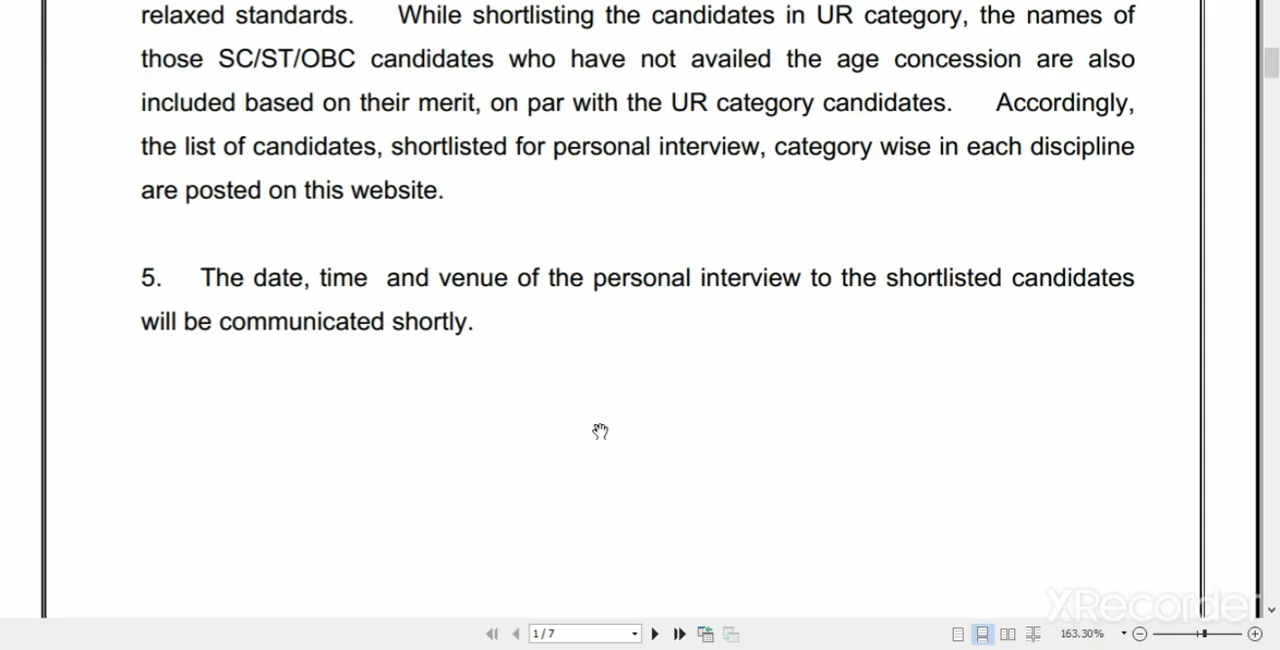 relaxed standards. While shortlisting the candidates in UR category, the names of
those SC/ST/OBC candidates who have not availed the age concession are also
included based on their merit, on par with the UR category candidates. Accordingly,
the list of candidates, shortlisted for personal interview, category wise in each discipline
are posted on this website.
5. The date, time and venue of the personal interview to the shortlisted candidates
will be communicated shortly.
XRecorder
1 / 7
163.30%